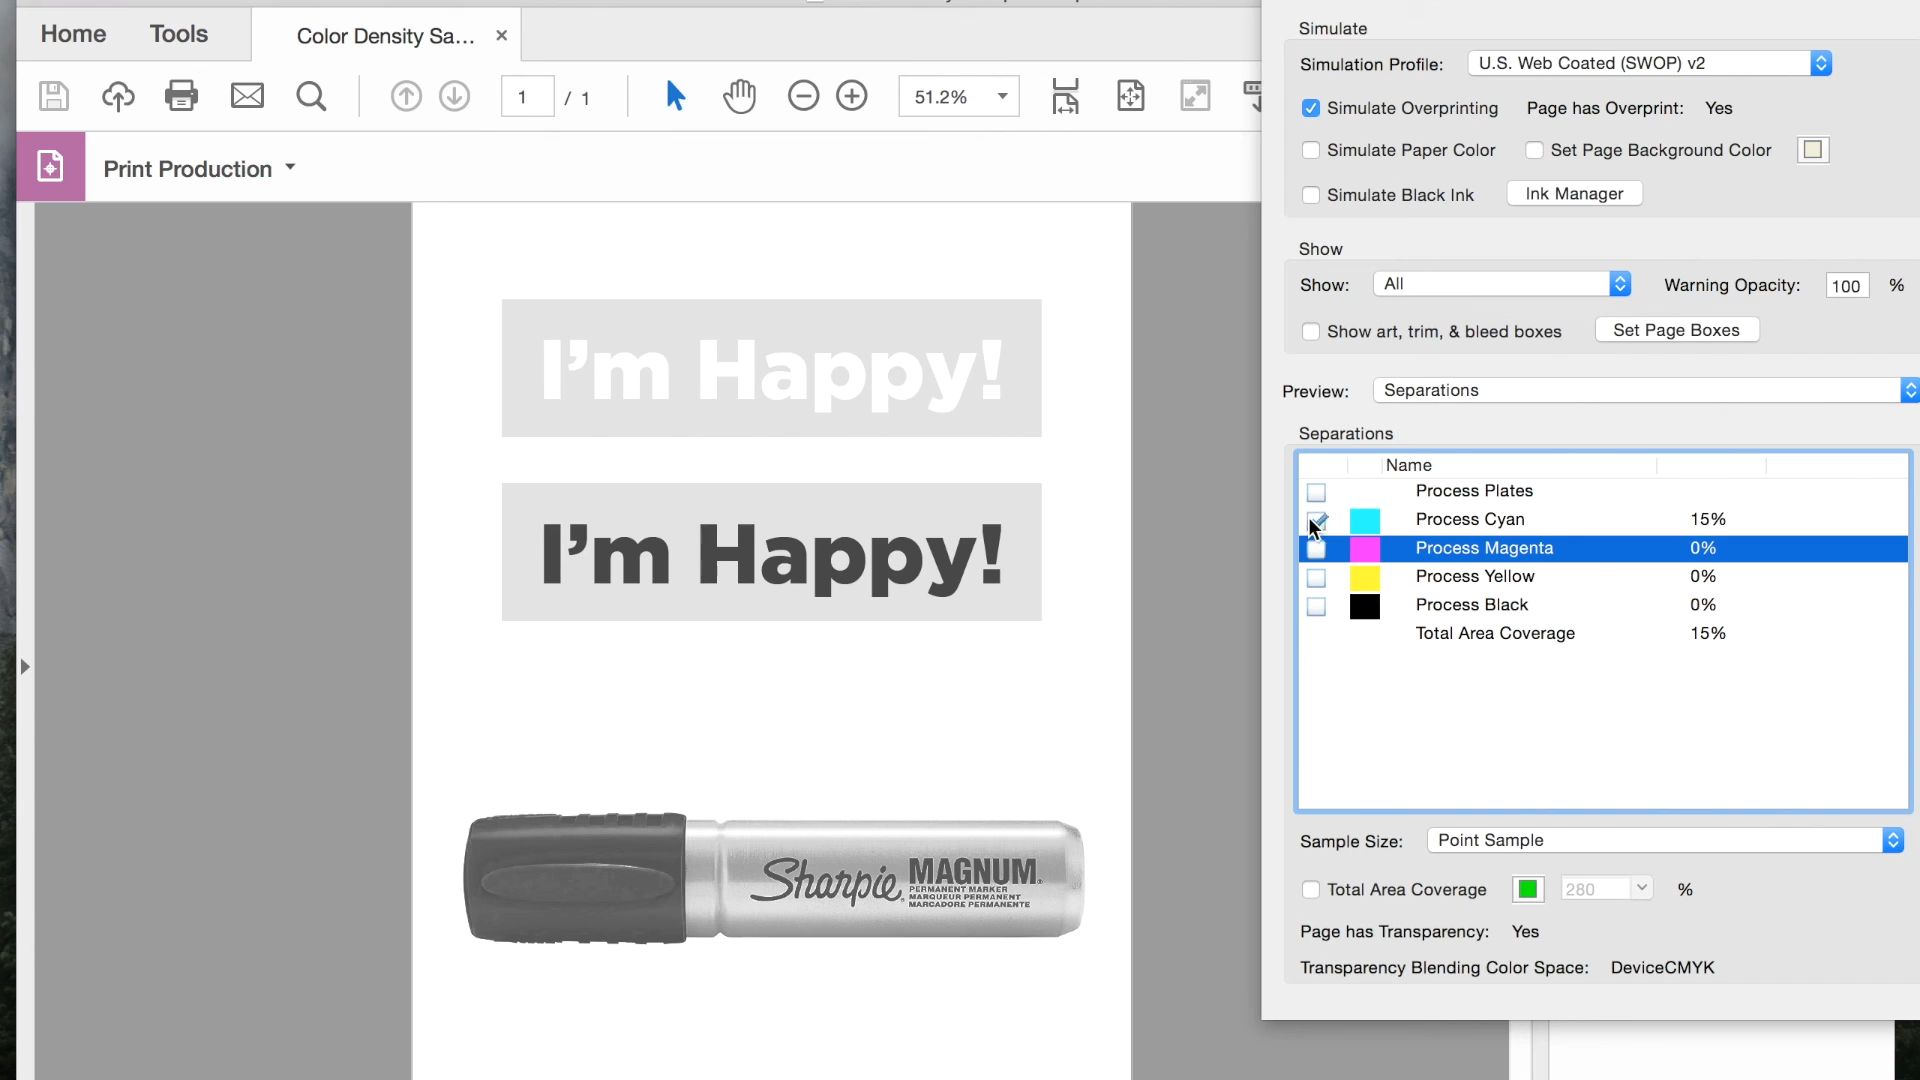 Home Tools Color Density Sa... ×
1 / 1 51.2%
Print Production
I'm Happy!
I'm Happy!
Sharpie® MAGNUM®
PERMANENT MARKER
MARQUEUR PERMANENT
MARCADORE PERMANENTE
Simulate
Simulation Profile: U.S. Web Coated (SWOP) v2
Simulate Overprinting Page has Overprint: Yes
Simulate Paper Color Set Page Background Color
Simulate Black Ink Ink Manager
Show
Show: All Warning Opacity: 100 %
Show art, trim, & bleed boxes Set Page Boxes
Preview: Separations
Separations
Name
Process Plates
Process Cyan 15%
Process Magenta 0%
Process Yellow 0%
Process Black 0%
Total Area Coverage 15%
Sample Size: Point Sample
Total Area Coverage 280 %
Page has Transparency: Yes
Transparency Blending Color Space: DeviceCMYK